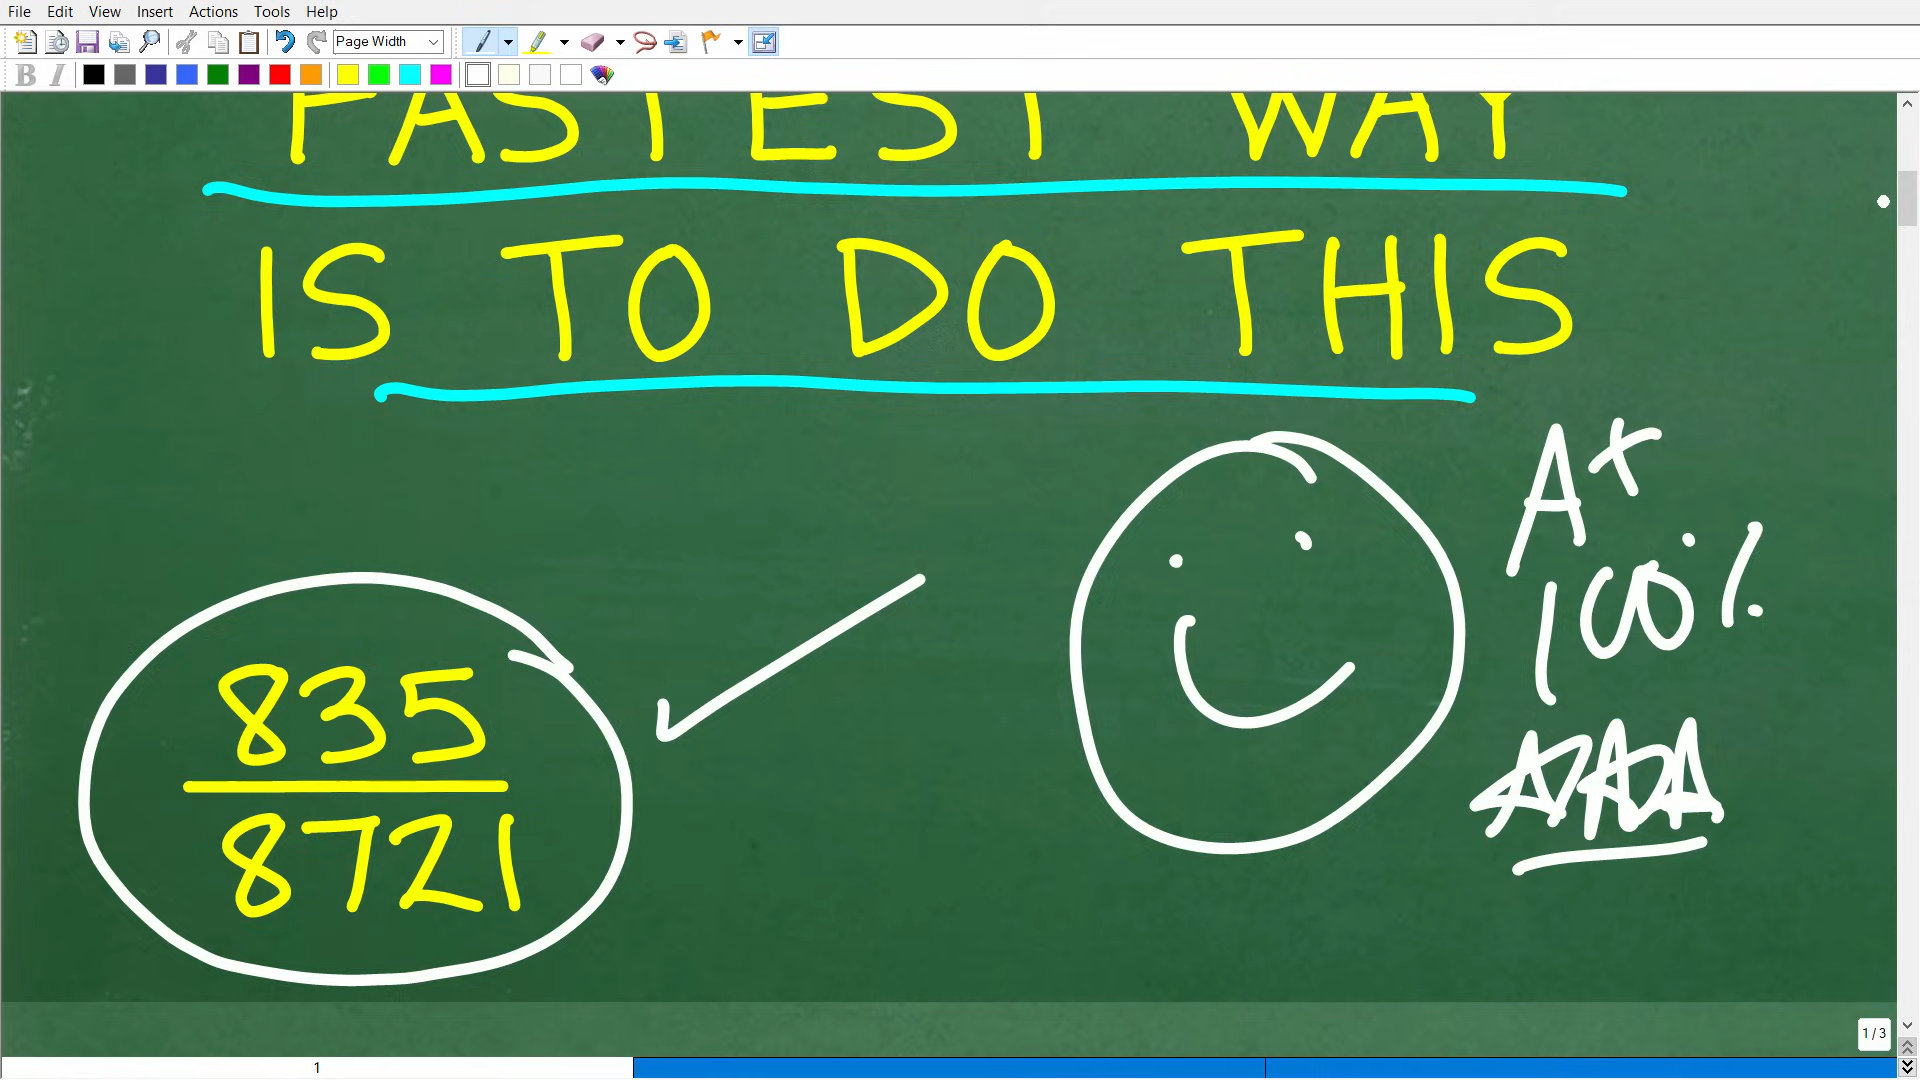 File Edit View Insert Actions Tools Help
Page Width
B I
FASTEST WAY
IS TO DO THIS
A+
100%
835
8721
1/3
1